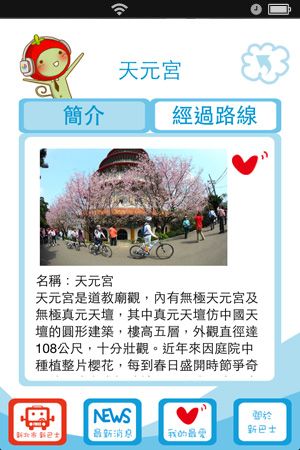 天元宮
簡介
經過路線
名稱：天元宮
天元宮是道教廟觀，內有無極天元宮及
無極真元天壇，其中真元天壇仿中國天
壇的圓形建築，樓高五層，外觀直徑達
108公尺，十分壯觀。近年來因庭院中
種植整片櫻花，每到春日盛開時節爭奇
新北市 新巴士
NEWS
最新消息
我的最愛
關於
新巴士